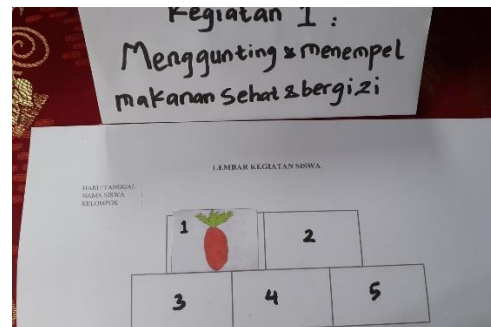 Kegiatan 1 :
Menggunting & menempel
makanan Sehat & bergizi
LEMBAR KEGIATAN SISWA
HARI / TANGGAL :
NAMA SISWA :
KELOMPOK :
1
2
3
4
5